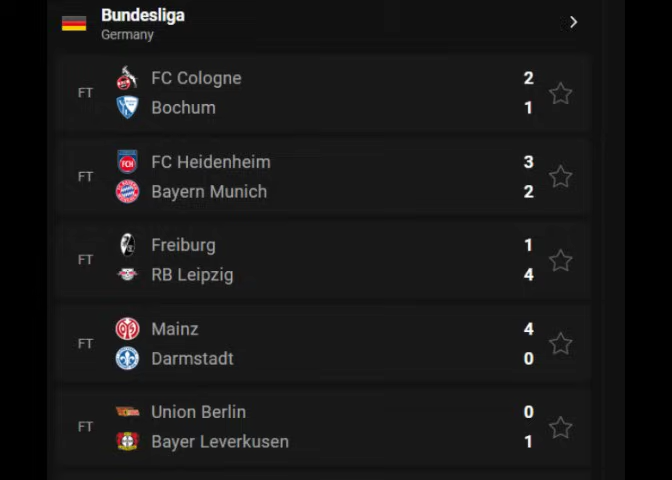 Bundesliga
Germany
FT
FC Cologne 2
Bochum 1
FT
FC Heidenheim 3
Bayern Munich 2
FT
Freiburg 1
RB Leipzig 4
FT
Mainz 4
Darmstadt 0
FT
Union Berlin 0
Bayer Leverkusen 1